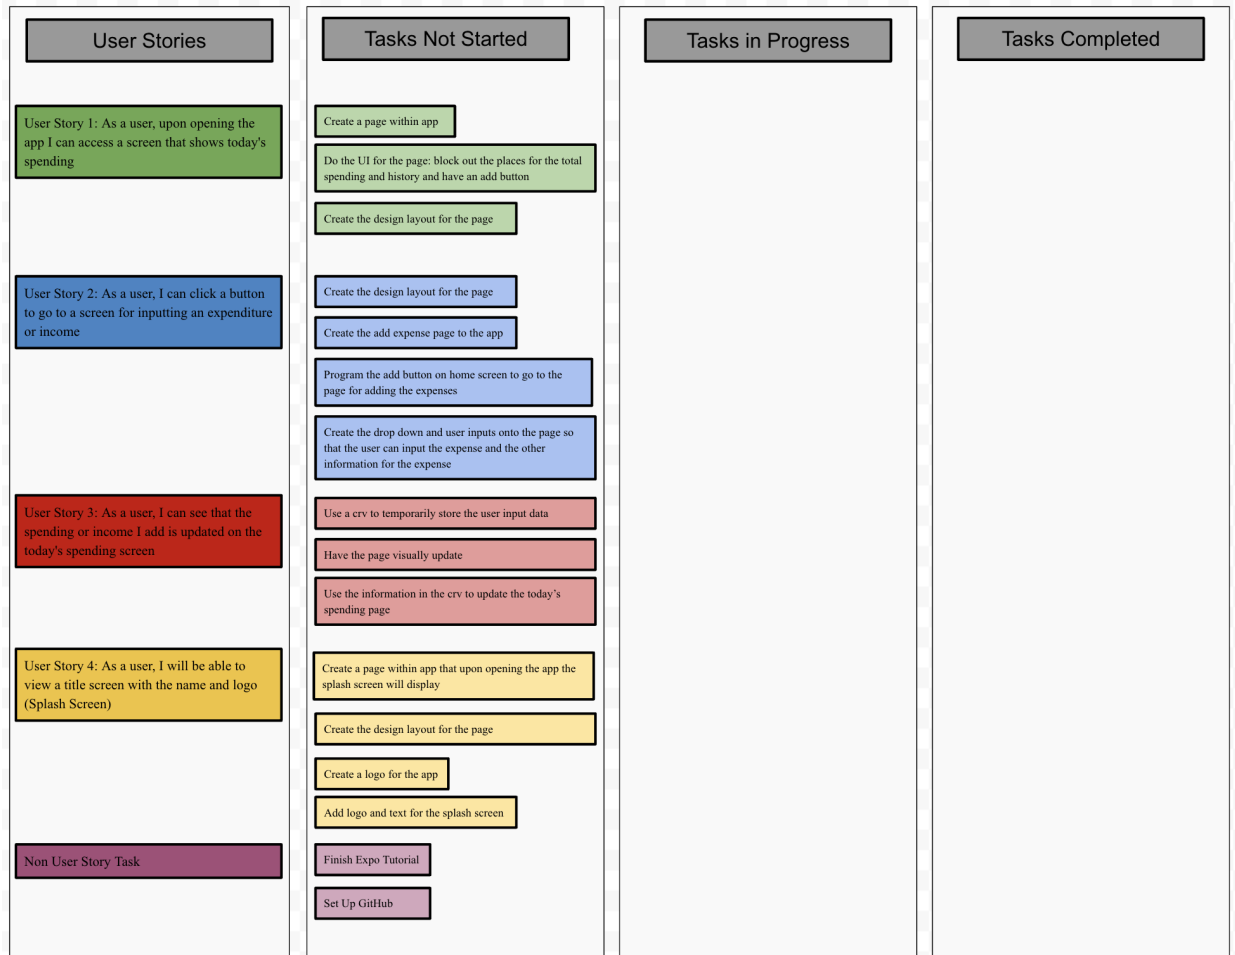 User Stories
Tasks Not Started
Tasks in Progress
Tasks Completed
User Story 1: As a user, upon opening the
app I can access a screen that shows today's
spending
Create a page within app
Do the UI for the page: block out the places for the total
spending and history and have an add button
Create the design layout for the page
User Story 2: As a user, I can click a button
to go to a screen for inputting an expenditure
or income
Create the design layout for the page
Create the add expense page to the app
Program the add button on home screen to go to the
page for adding the expenses
Create the drop down and user inputs onto the page so
that the user can input the expense and the other
information for the expense
User Story 3: As a user, I can see that the
spending or income I add is updated on the
today's spending screen
Use a crv to temporarily store the user input data
Have the page visually update
Use the information in the crv to update the today’s
spending page
User Story 4: As a user, I will be able to
view a title screen with the name and logo
(Splash Screen)
Create a page within app that upon opening the app the
splash screen will display
Create the design layout for the page
Create a logo for the app
Add logo and text for the splash screen
Non User Story Task
Finish Expo Tutorial
Set Up GitHub